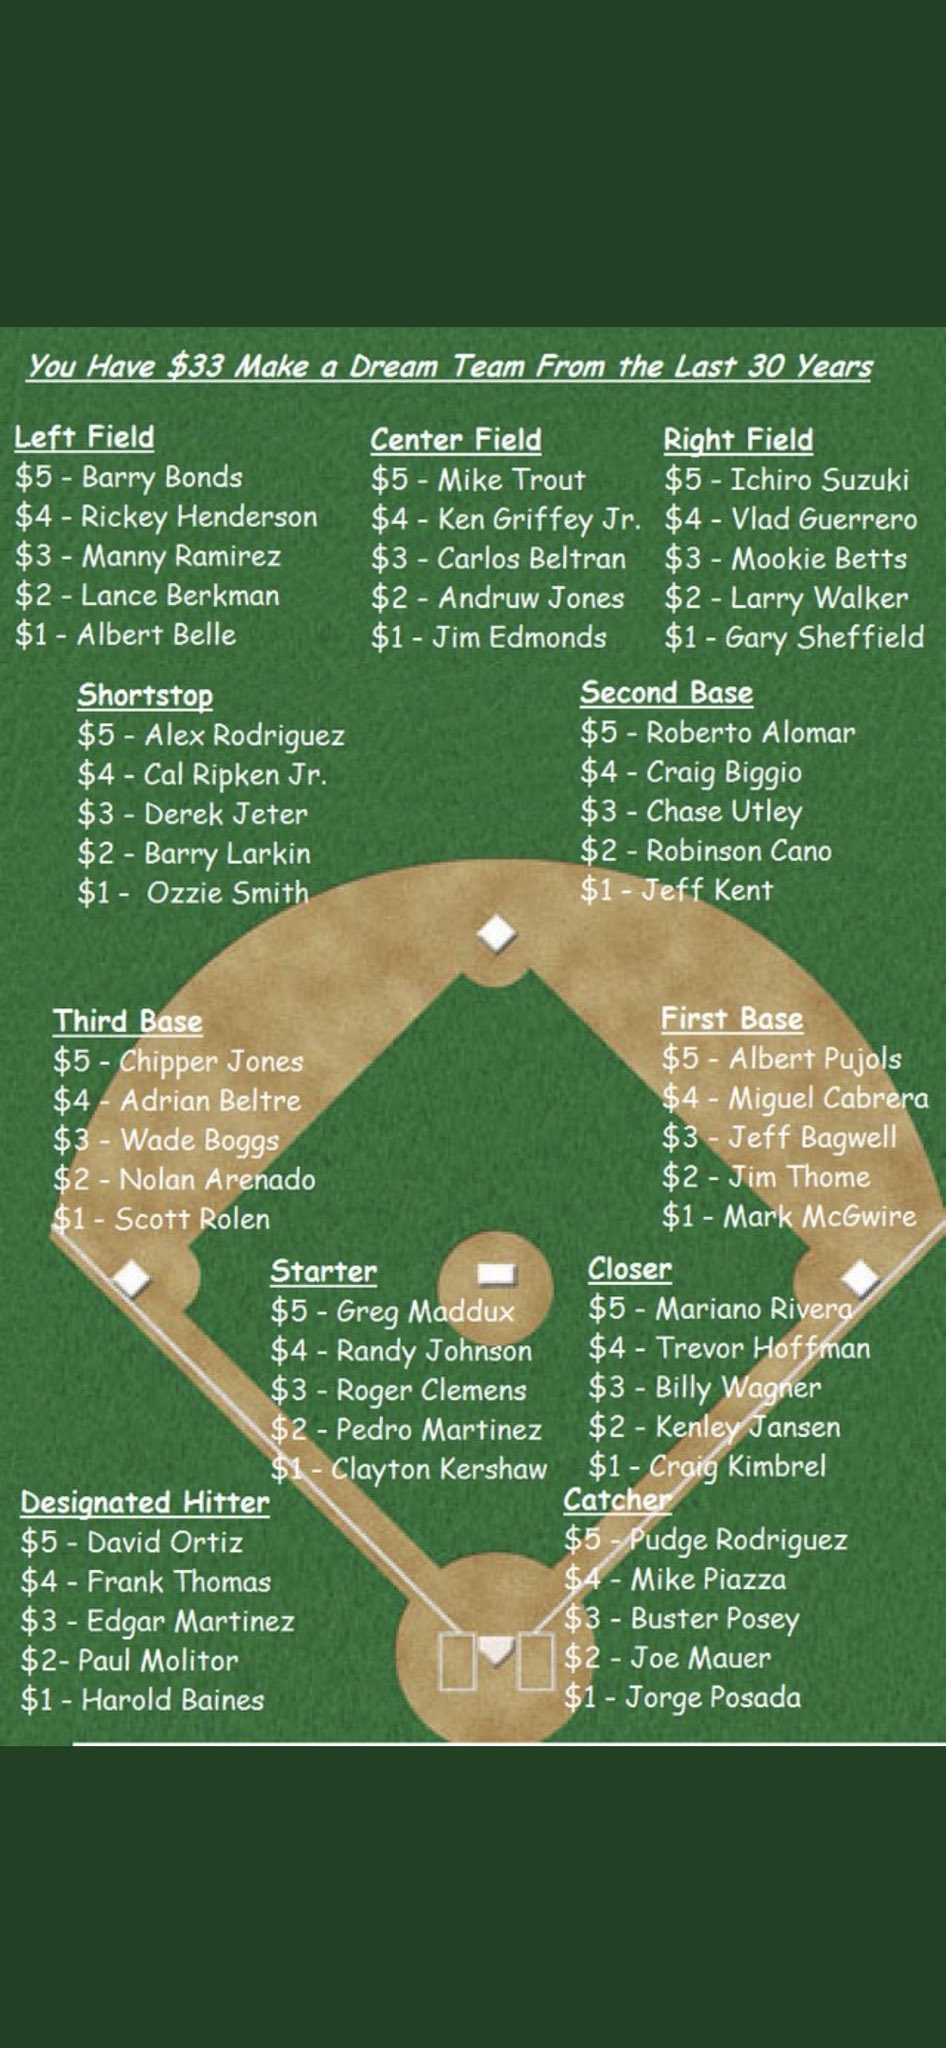 You Have $33 Make a Dream Team From the Last 30 Years
Left Field
$5 - Barry Bonds
$4 - Rickey Henderson
$3 - Manny Ramirez
$2 - Lance Berkman
$1 - Albert Belle
Center Field
$5 - Mike Trout
$4 - Ken Griffey Jr.
$3 - Carlos Beltran
$2 - Andruw Jones
$1 - Jim Edmonds
Right Field
$5 - Ichiro Suzuki
$4 - Vlad Guerrero
$3 - Mookie Betts
$2 - Larry Walker
$1 - Gary Sheffield
Shortstop
$5 - Alex Rodriguez
$4 - Cal Ripken Jr.
$3 - Derek Jeter
$2 - Barry Larkin
$1 - Ozzie Smith
Second Base
$5 - Roberto Alomar
$4 - Craig Biggio
$3 - Chase Utley
$2 - Robinson Cano
$1 - Jeff Kent
Third Base
$5 - Chipper Jones
$4 - Adrian Beltre
$3 - Wade Boggs
$2 - Nolan Arenado
$1 - Scott Rolen
First Base
$5 - Albert Pujols
$4 - Miguel Cabrera
$3 - Jeff Bagwell
$2 - Jim Thome
$1 - Mark McGwire
Starter
$5 - Greg Maddux
$4 - Randy Johnson
$3 - Roger Clemens
$2 - Pedro Martinez
$1 - Clayton Kershaw
Closer
$5 - Mariano Rivera
$4 - Trevor Hoffman
$3 - Billy Wagner
$2 - Kenley Jansen
$1 - Craig Kimbrel
Designated Hitter
$5 - David Ortiz
$4 - Frank Thomas
$3 - Edgar Martinez
$2- Paul Molitor
$1 - Harold Baines
Catcher
$5 - Pudge Rodriguez
$4 - Mike Piazza
$3 - Buster Posey
$2 - Joe Mauer
$1 - Jorge Posada